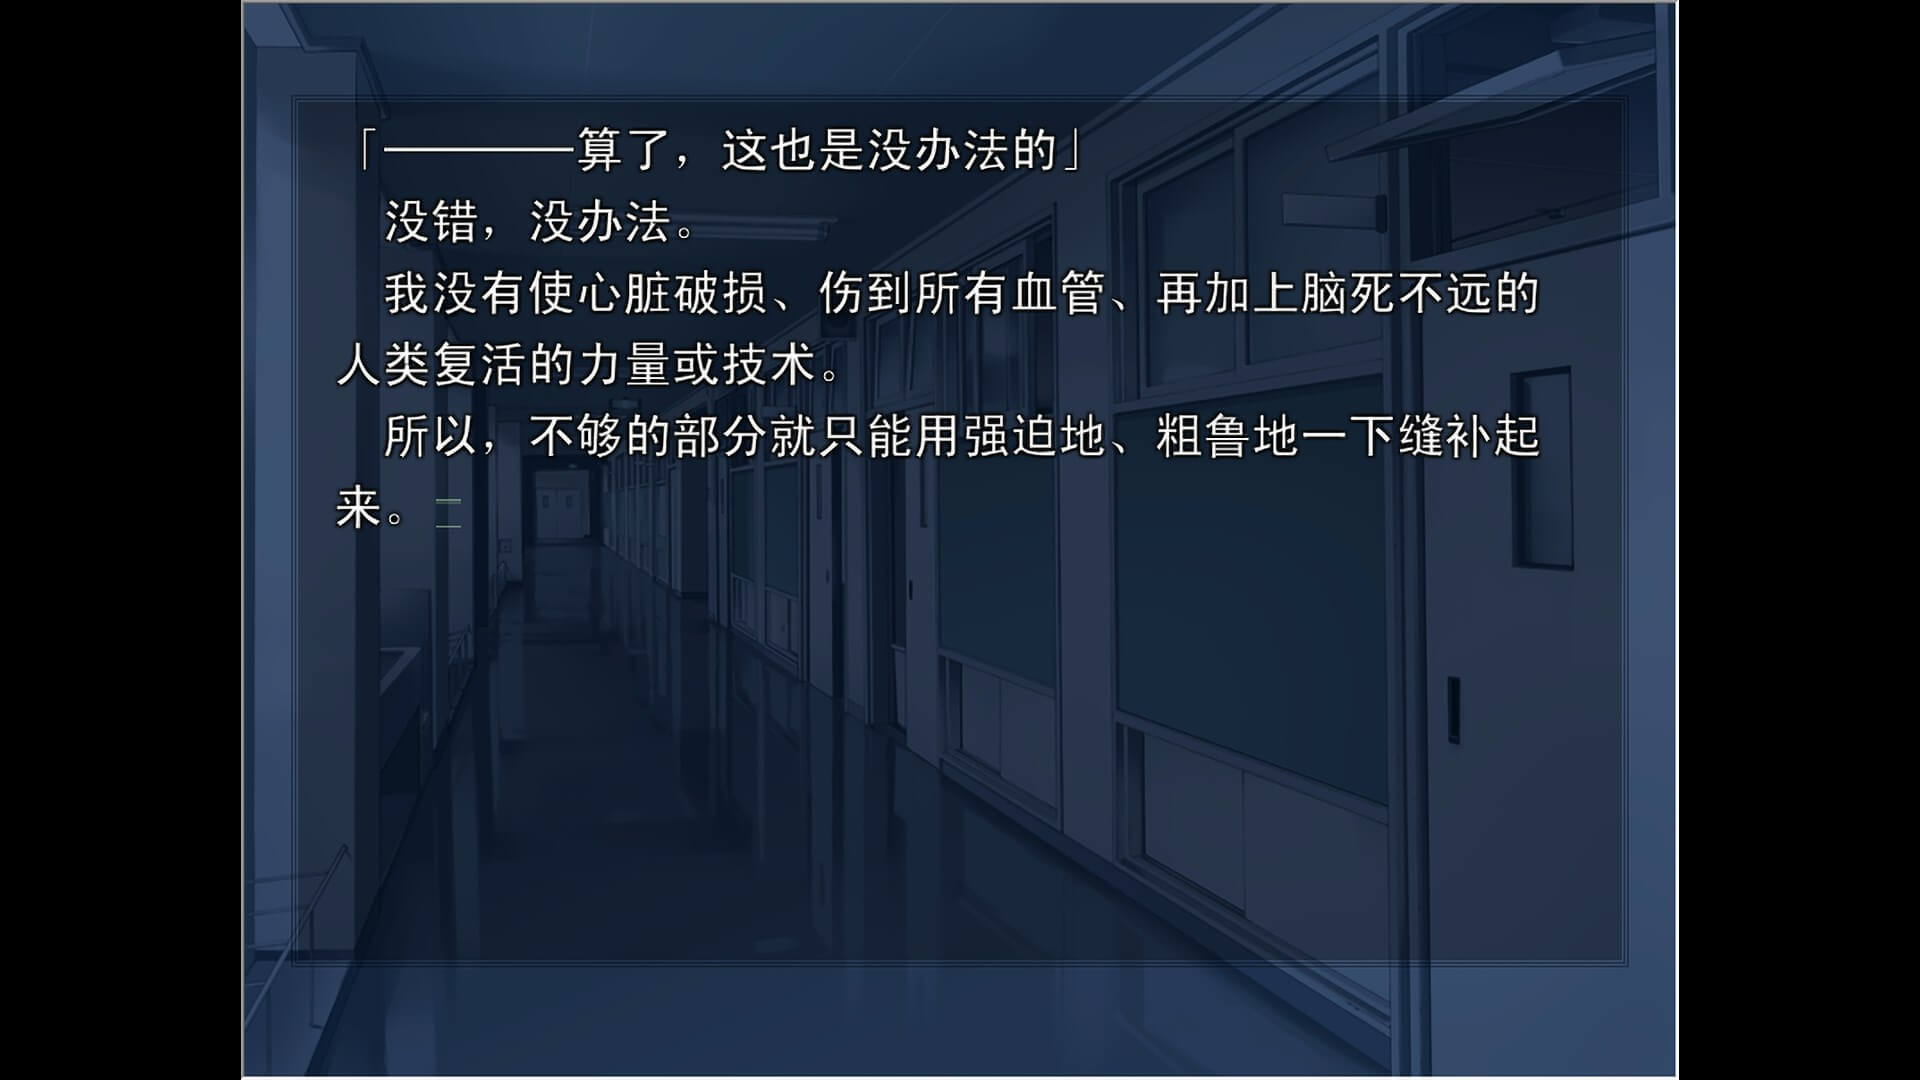 「————算了，这也是没办法的」
没错，没办法。
我没有使心脏破损、伤到所有血管、再加上脑死不远的
人类复活的力量或技术。
所以，不够的部分就只能用强迫地、粗鲁地一下缝补起
来。